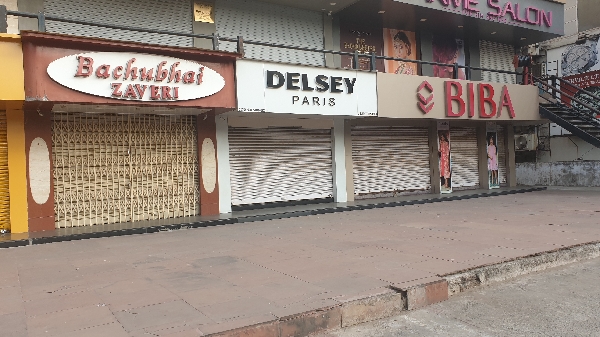 SALON
Bachubhai
ZAVERI
DELSEY
PARIS
BIBA